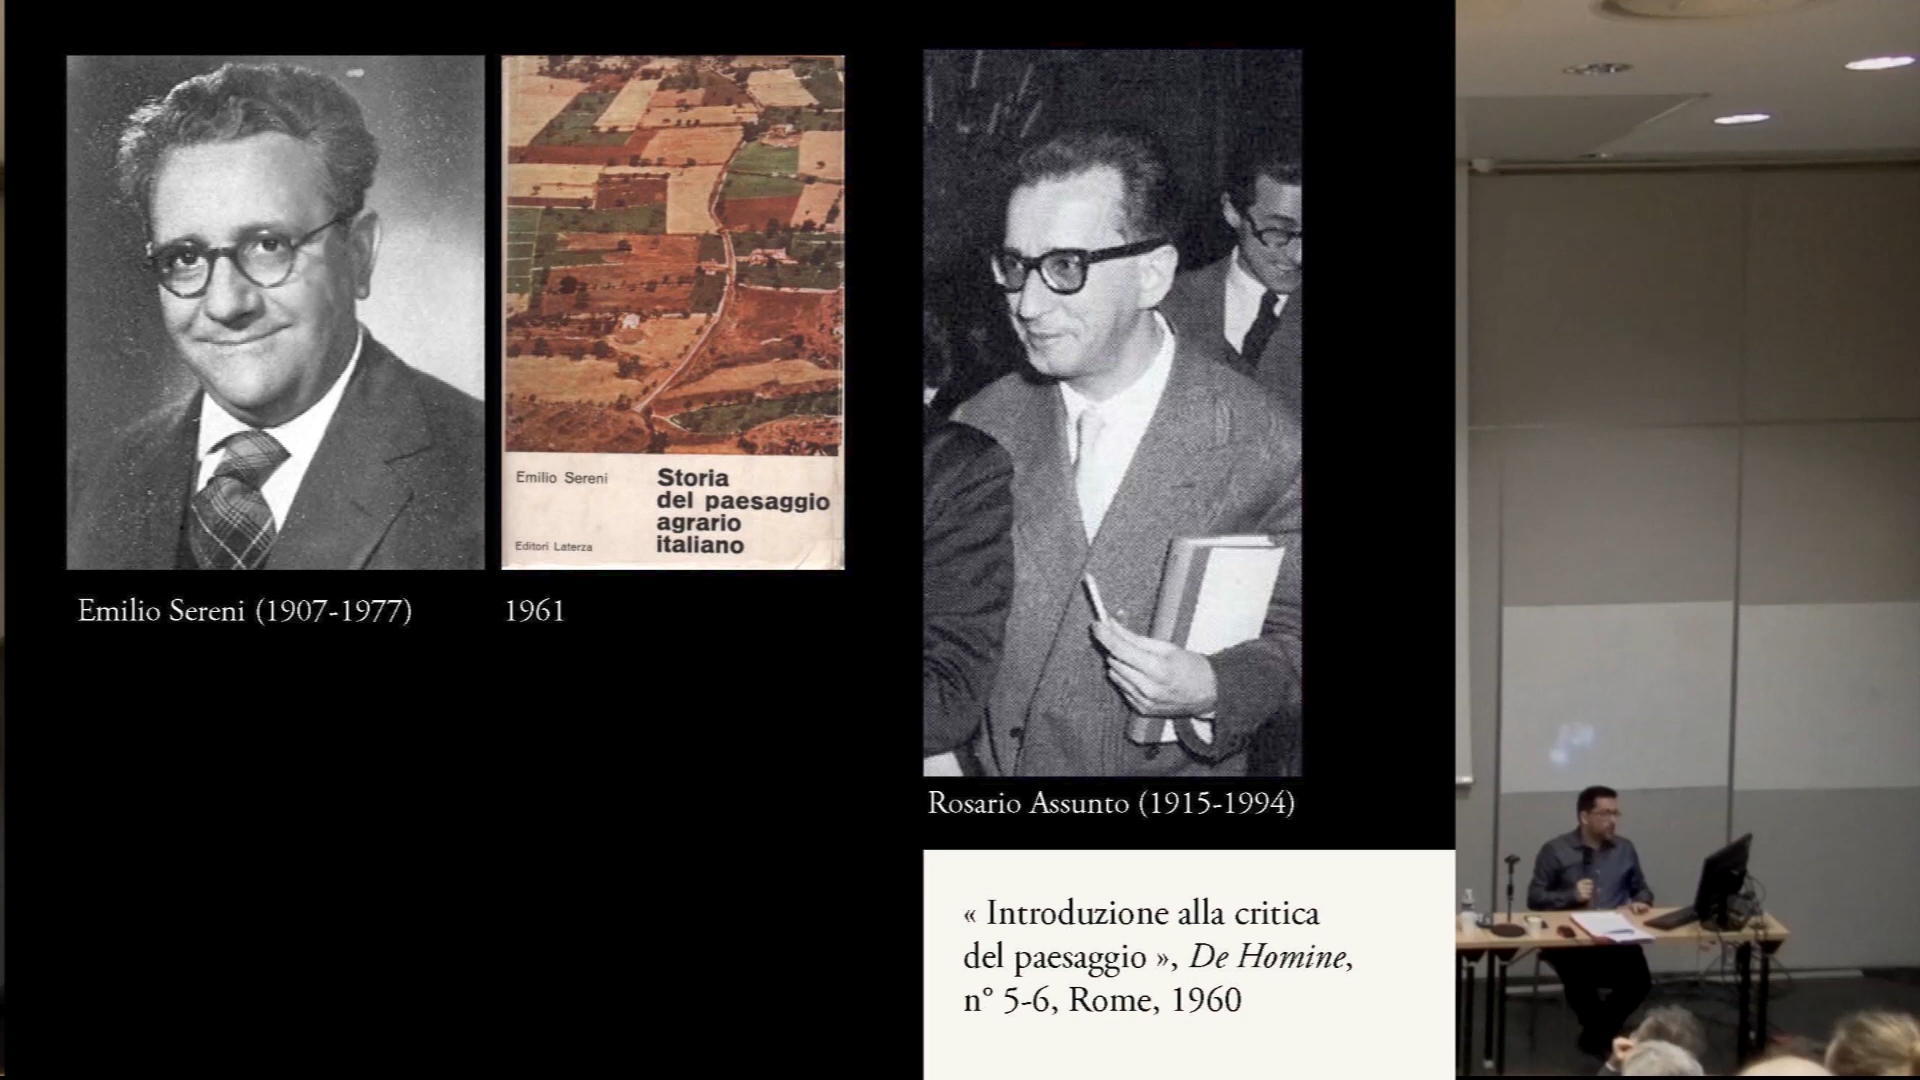 Emilio Sereni
Storia
del paesaggio
agrario
italiano
Editori Laterza
Emilio Sereni (1907-1977)
1961
Rosario Assunto (1915-1994)
« Introduzione alla critica
del paesaggio », De Homine,
n° 5-6, Rome, 1960